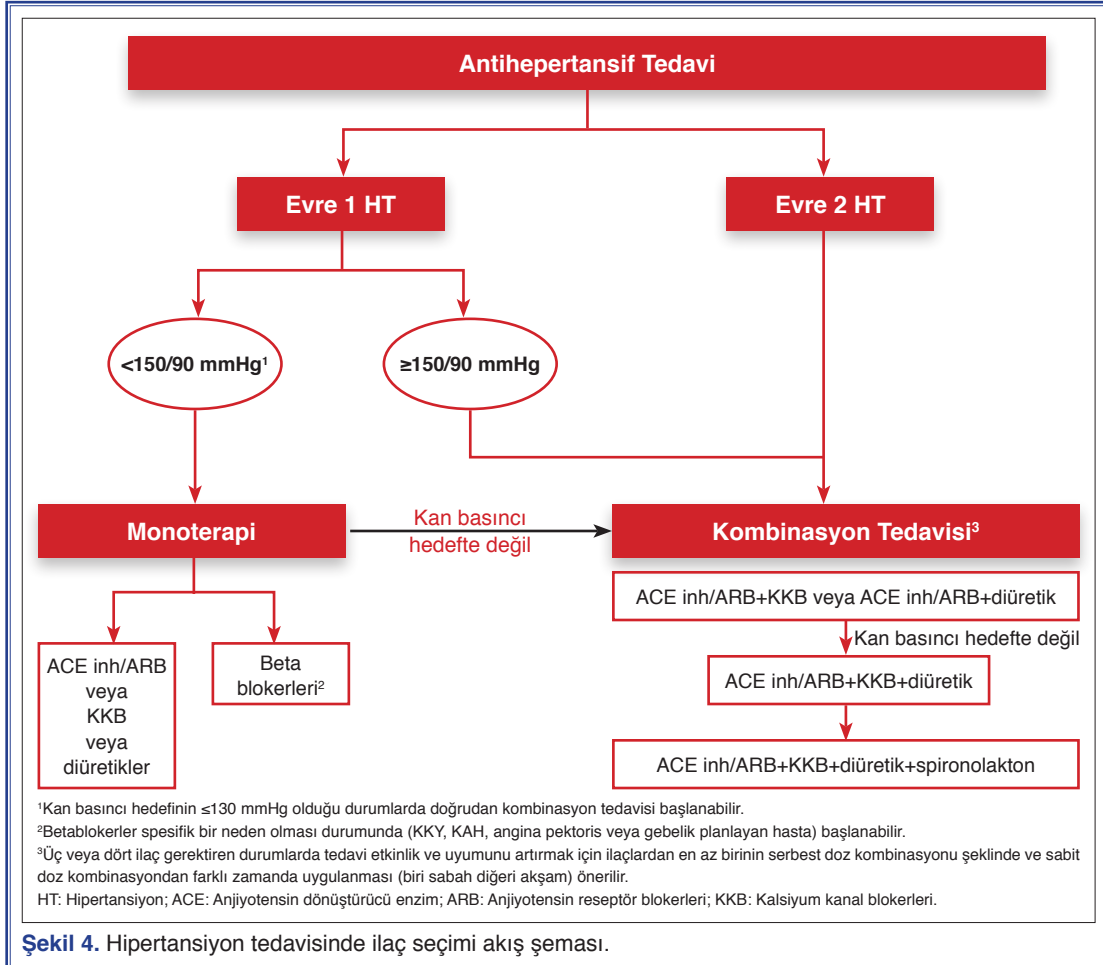 Antihepertansif Tedavi
Evre 1 HT
Evre 2 HT
<150/90 mmHg¹
≥150/90 mmHg
Monoterapi
Kan basıncı
hedefte değil
Kombinasyon Tedavisi³
ACE inh/ARB
veya
KKB
veya
diüretikler
Beta
blokerleri²
ACE inh/ARB+KKB veya ACE inh/ARB+diüretik
Kan basıncı hedefte değil
ACE inh/ARB+KKB+diüretik
ACE inh/ARB+KKB+diüretik+spironolakton
¹Kan basıncı hedefinin ≤130 mmHg olduğu durumlarda doğrudan kombinasyon tedavisi başlanabilir.
²Betablokerler spesifik bir neden olması durumunda (KKY, KAH, angina pektoris veya gebelik planlayan hasta) başlanabilir.
³Üç veya dört ilaç gerektiren durumlarda tedavi etkinlik ve uyumunu artırmak için ilaçlardan en az birinin serbest doz kombinasyonu şeklinde ve sabit
doz kombinasyondan farklı zamanda uygulanması (biri sabah diğeri akşam) önerilir.
HT: Hipertansiyon; ACE: Anjiyotensin dönüştürücü enzim; ARB: Anjiyotensin reseptör blokerleri; KKB: Kalsiyum kanal blokerleri.
Şekil 4. Hipertansiyon tedavisinde ilaç seçimi akış şeması.